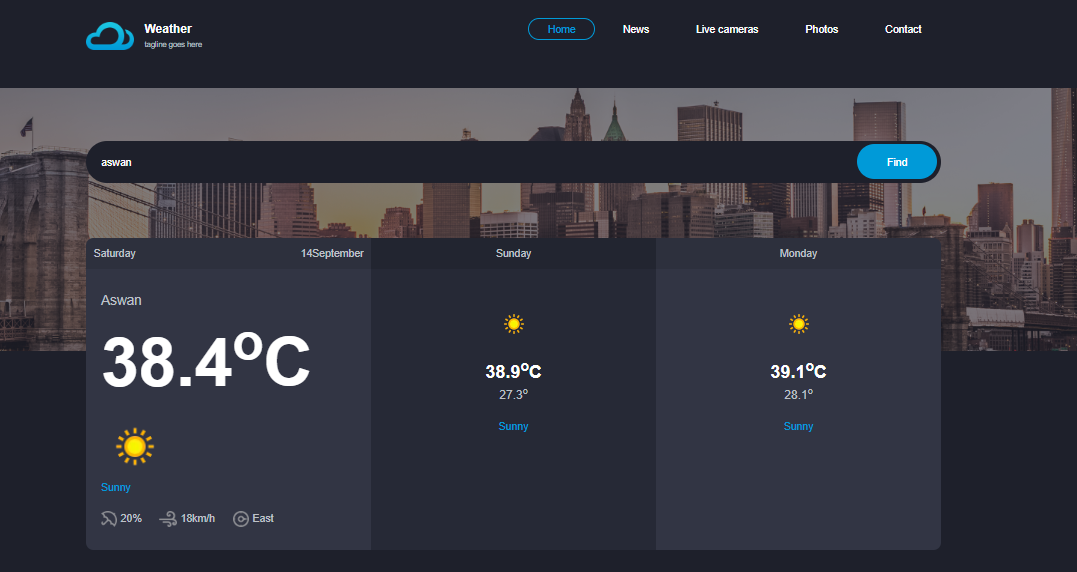 Weather
tagline goes here
Home News Live cameras Photos Contact
aswan
Find
Saturday 14September
Aswan
38.4°C
Sunny
20% 18km/h East
Sunday
38.9°C
27.3°
Sunny
Monday
39.1°C
28.1°
Sunny